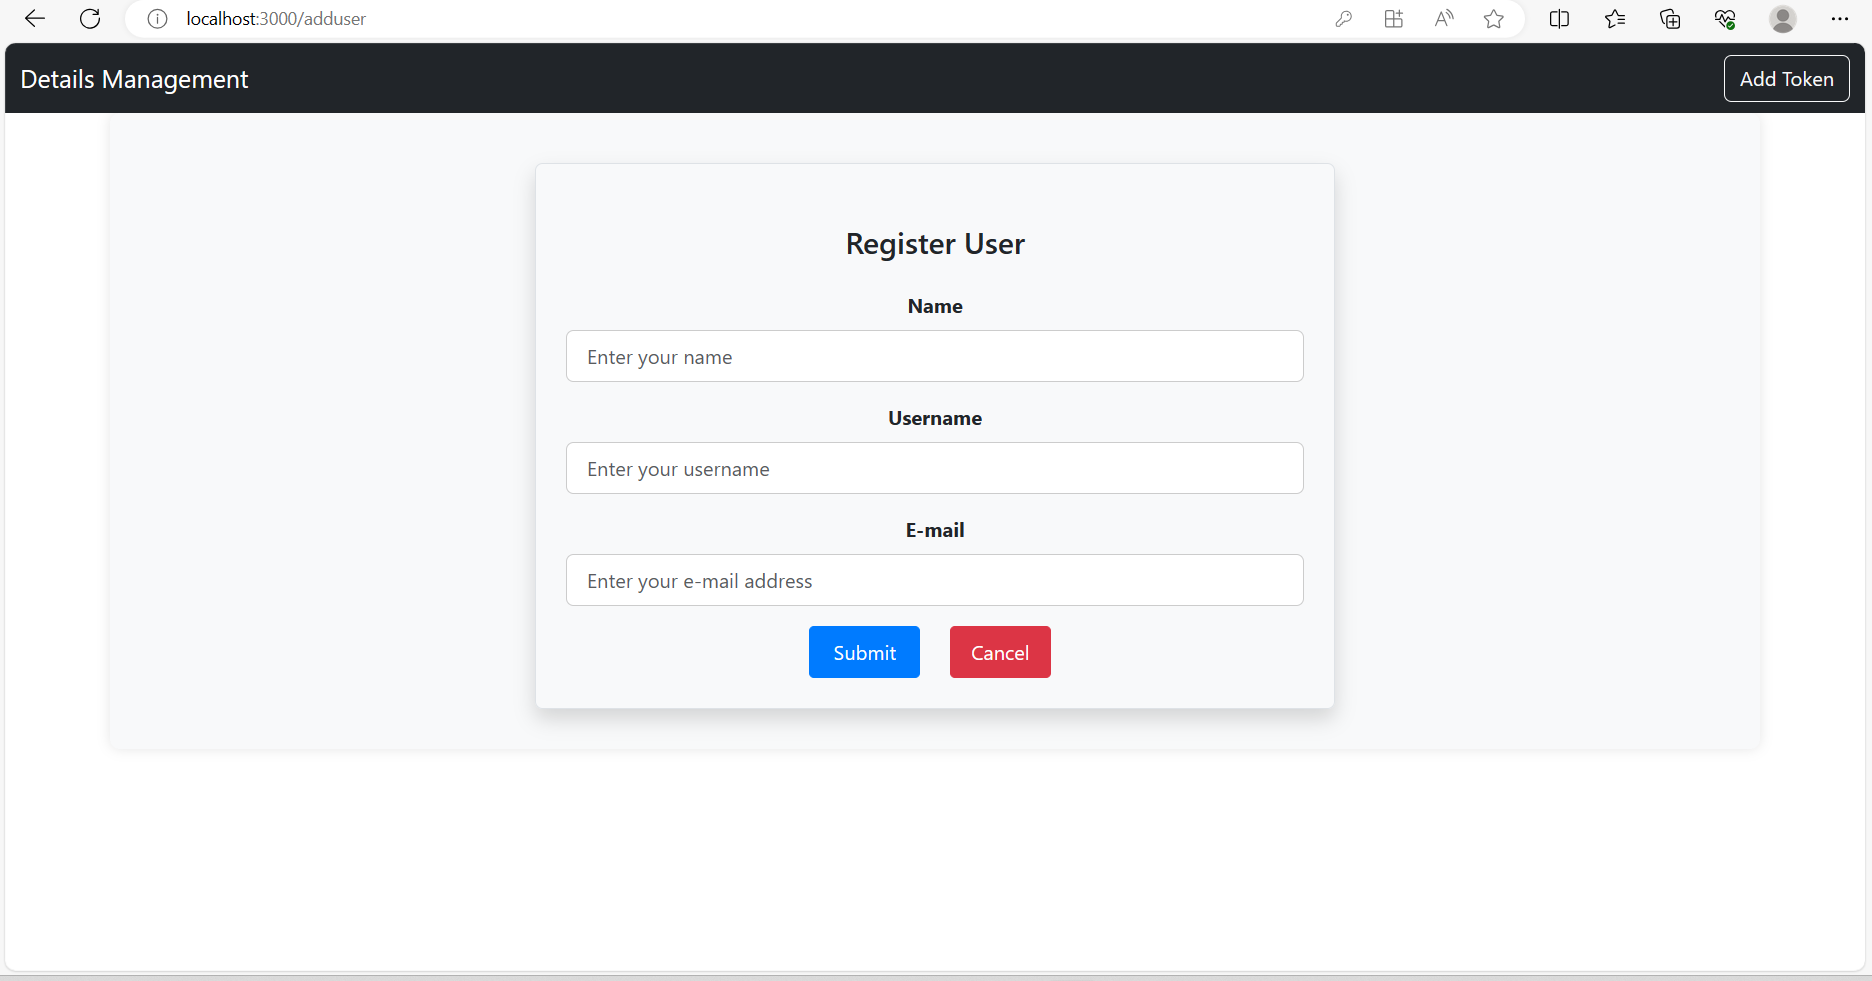 localhost:3000/adduser
Details Management
Add Token
Register User
Name
Enter your name
Username
Enter your username
E-mail
Enter your e-mail address
Submit Cancel